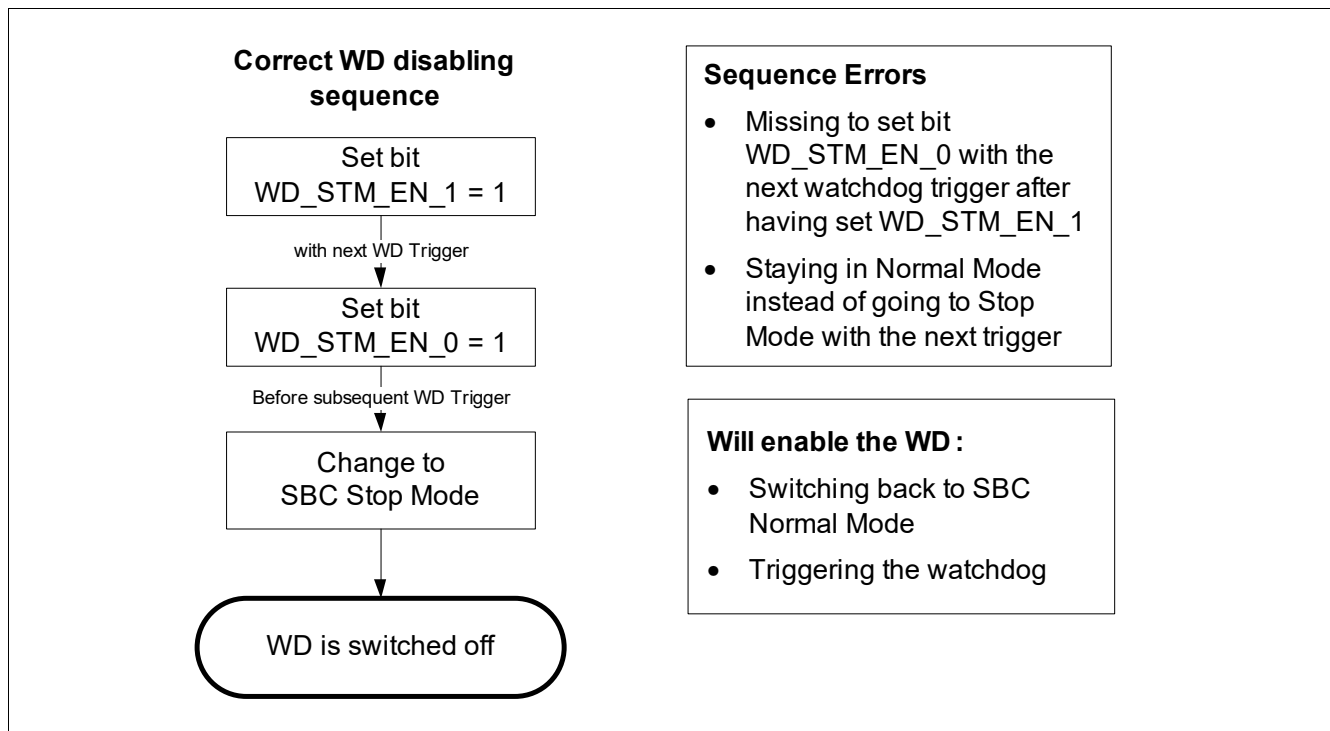 Correct WD disabling
sequence
Set bit
WD_STM_EN_1 = 1
with next WD Trigger
Set bit
WD_STM_EN_0 = 1
Before subsequent WD Trigger
Change to
SBC Stop Mode
WD is switched off
Sequence Errors
• Missing to set bit
WD_STM_EN_0 with the
next watchdog trigger after
having set WD_STM_EN_1
• Staying in Normal Mode
instead of going to Stop
Mode with the next trigger
Will enable the WD :
• Switching back to SBC
Normal Mode
• Triggering the watchdog